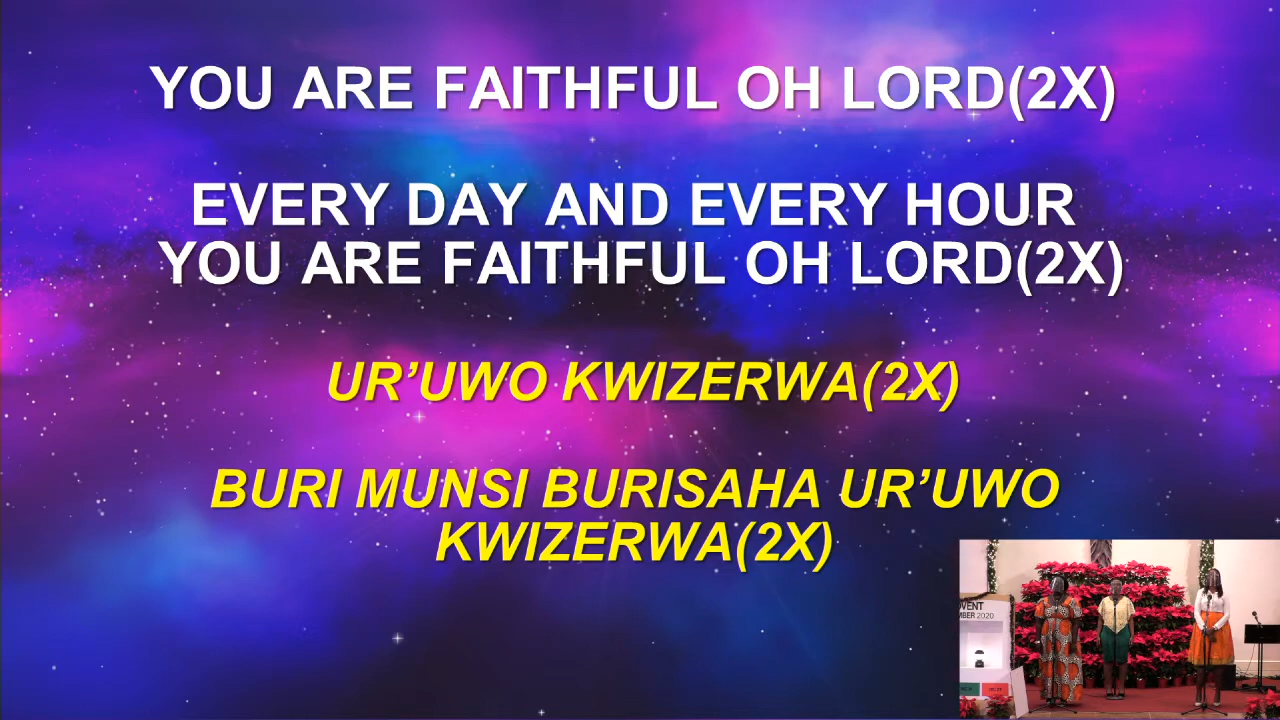 YOU ARE FAITHFUL OH LORD(2X)
EVERY DAY AND EVERY HOUR
YOU ARE FAITHFUL OH LORD(2X)
UR’UWO KWIZERWA(2X)
BURI MUNSI BURISAHA UR’UWO
KWIZERWA(2X)
2020